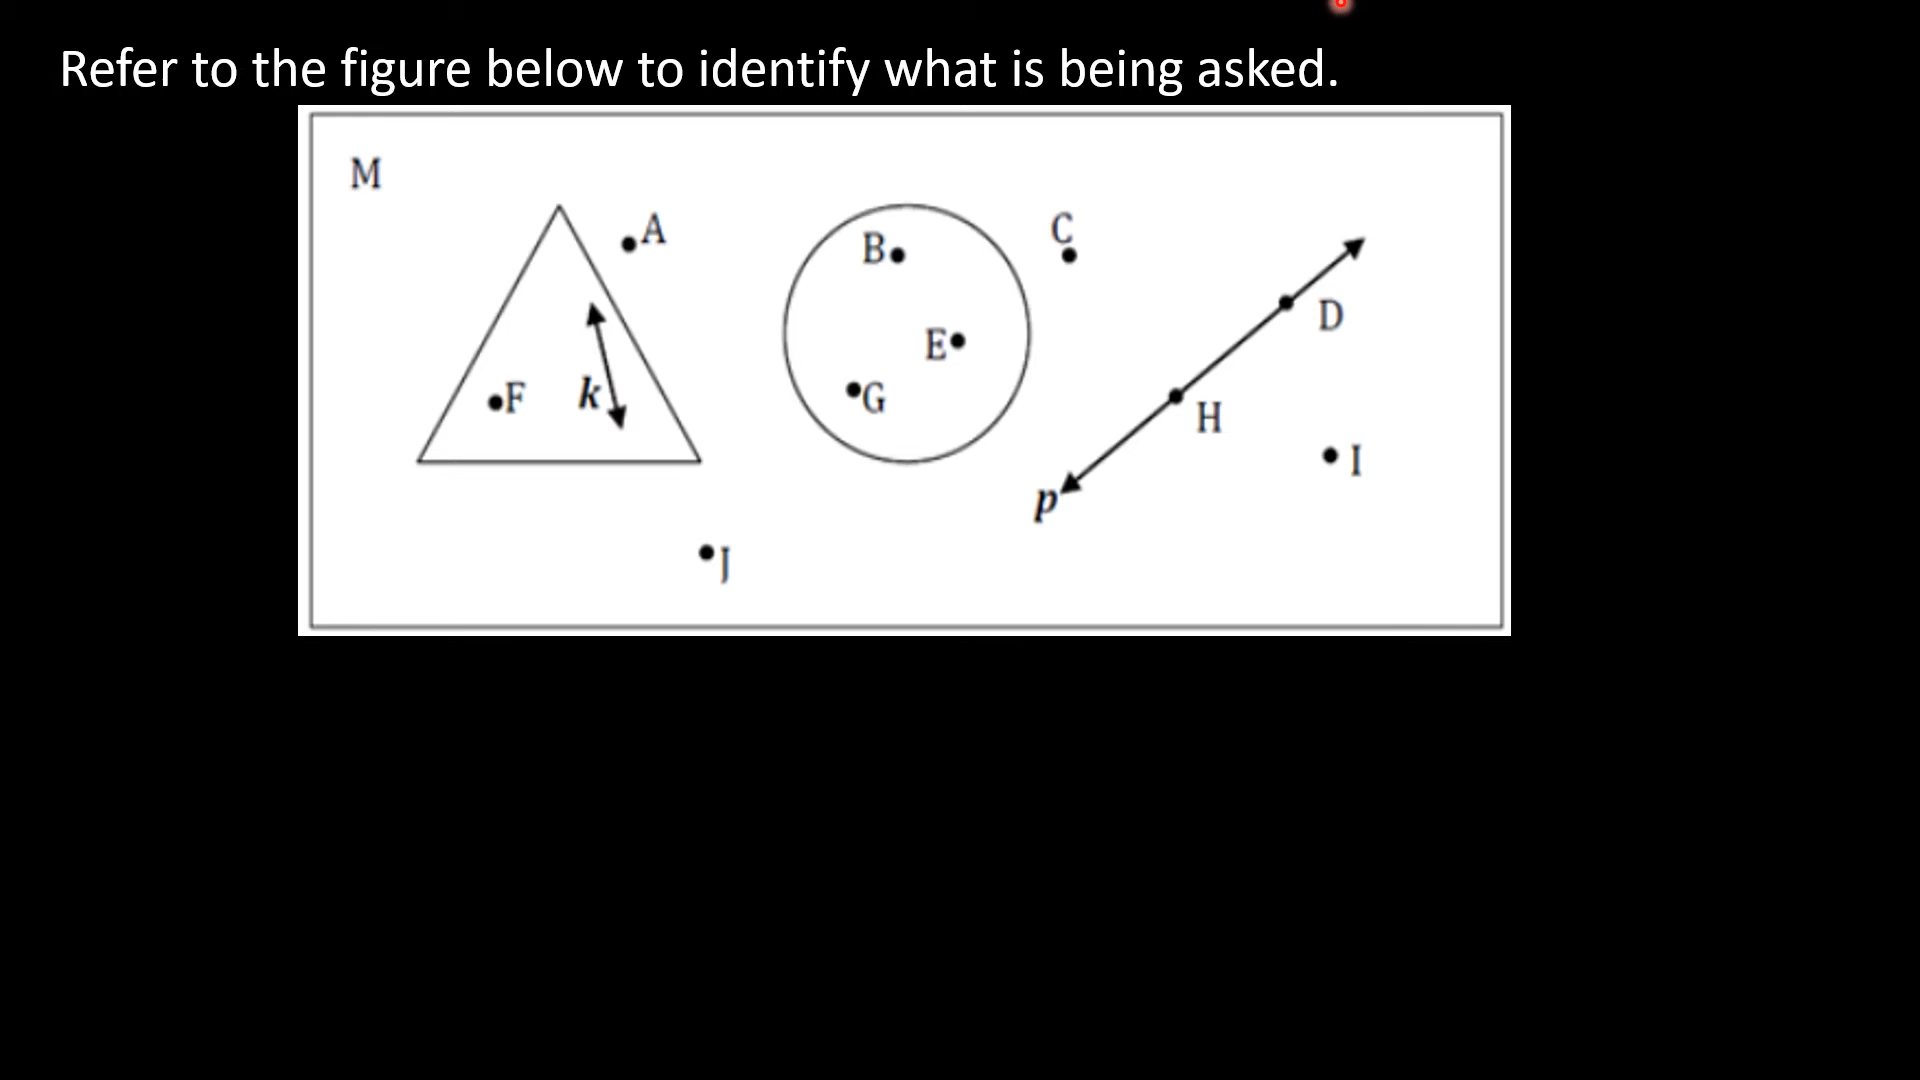 Refer to the figure below to identify what is being asked.
M
A
B
C
D
E
F
k
G
H
I
p
J